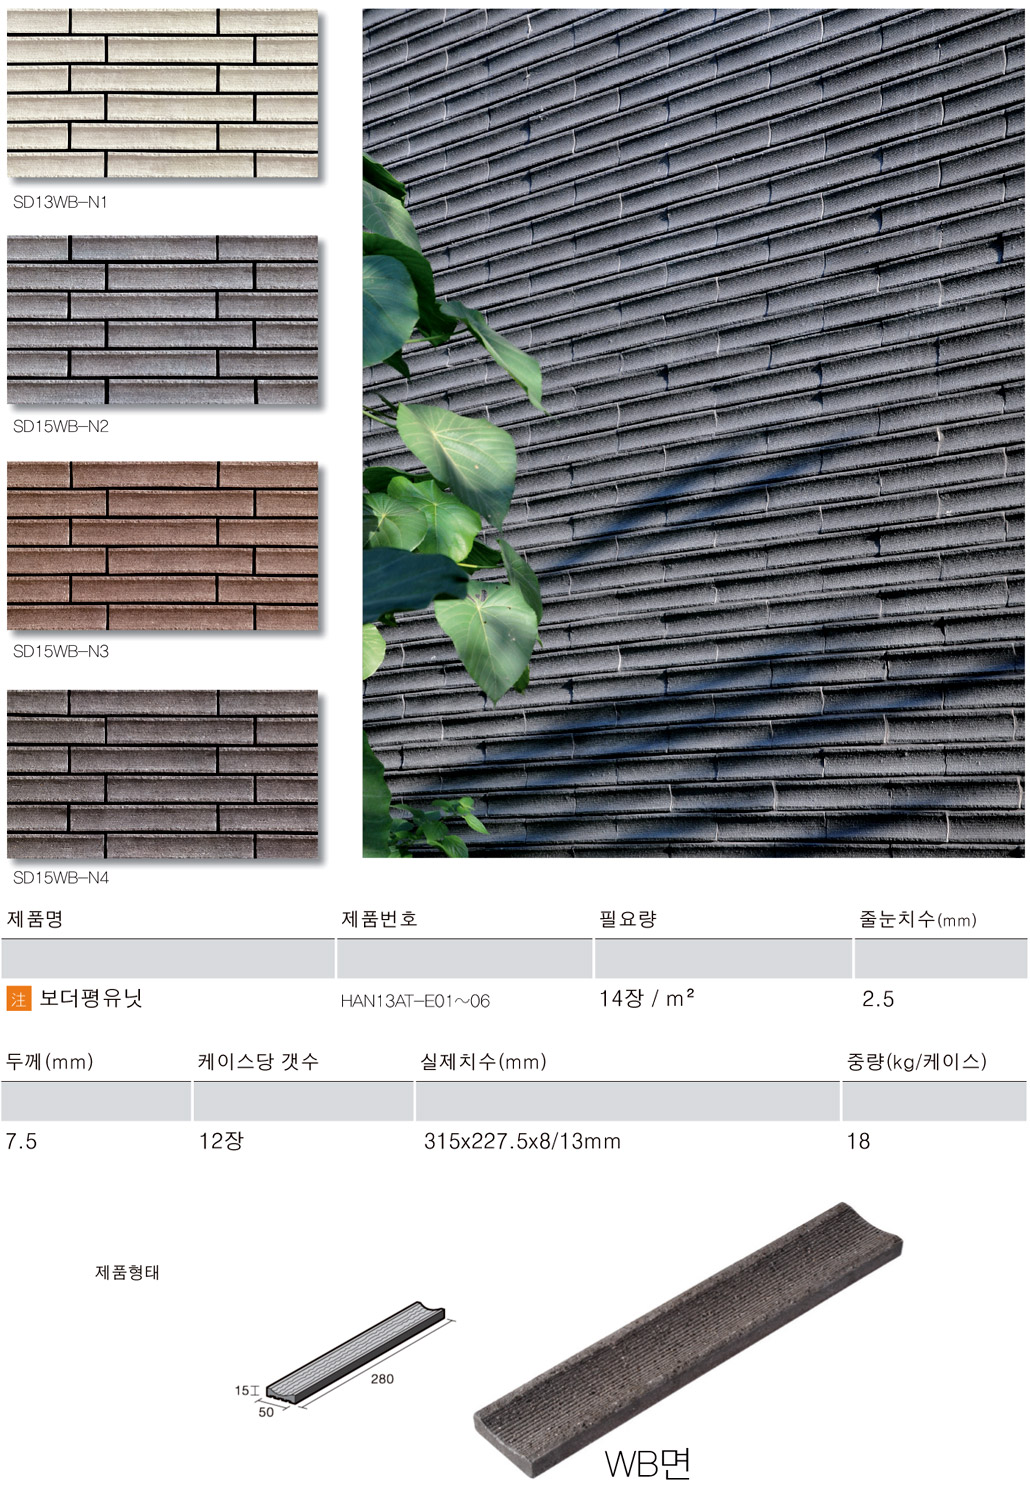 SD13WB-N1
SD15WB-N2
SD15WB-N3
SD15WB-N4
제품명 제품번호 필요량 줄눈치수(mm)
注 보더평유닛 HAN13AT-E01~06 14장 / m² 2.5
두께(mm) 케이스당 갯수 실제치수(mm) 중량(kg/케이스)
7.5 12장 315x227.5x8/13mm 18
제품형태
15
50
280
WB면